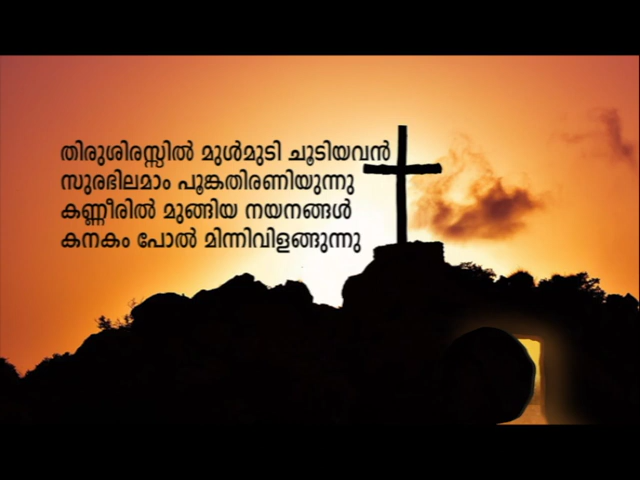 തിരുശിരസ്സിൽ മുൾമുടി ചൂടിയവൻ
സുരഭിലമാം പൂങ്കതിരണിയുന്നു
കണ്ണീരിൽ മുങ്ങിയ നയനങ്ങൾ
കനകം പോൽ മിന്നിവിളങ്ങുന്നു